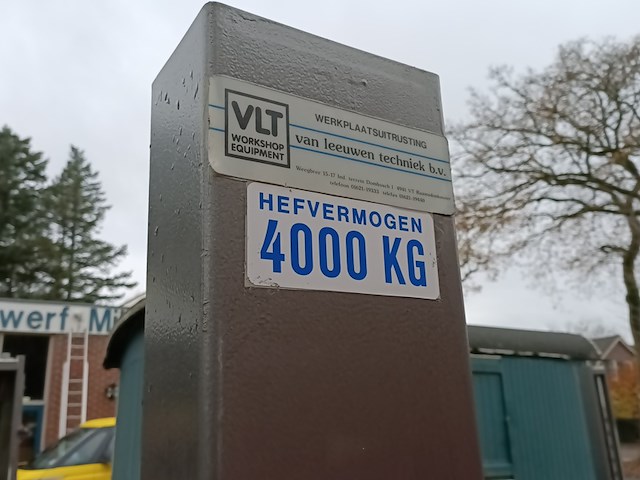 VLT
WORKSHOP
EQUIPMENT
WERKPLAATSUITRUSTING
van leeuwen techniek b.v.
HEFVERMOGEN
4000 KG
werf